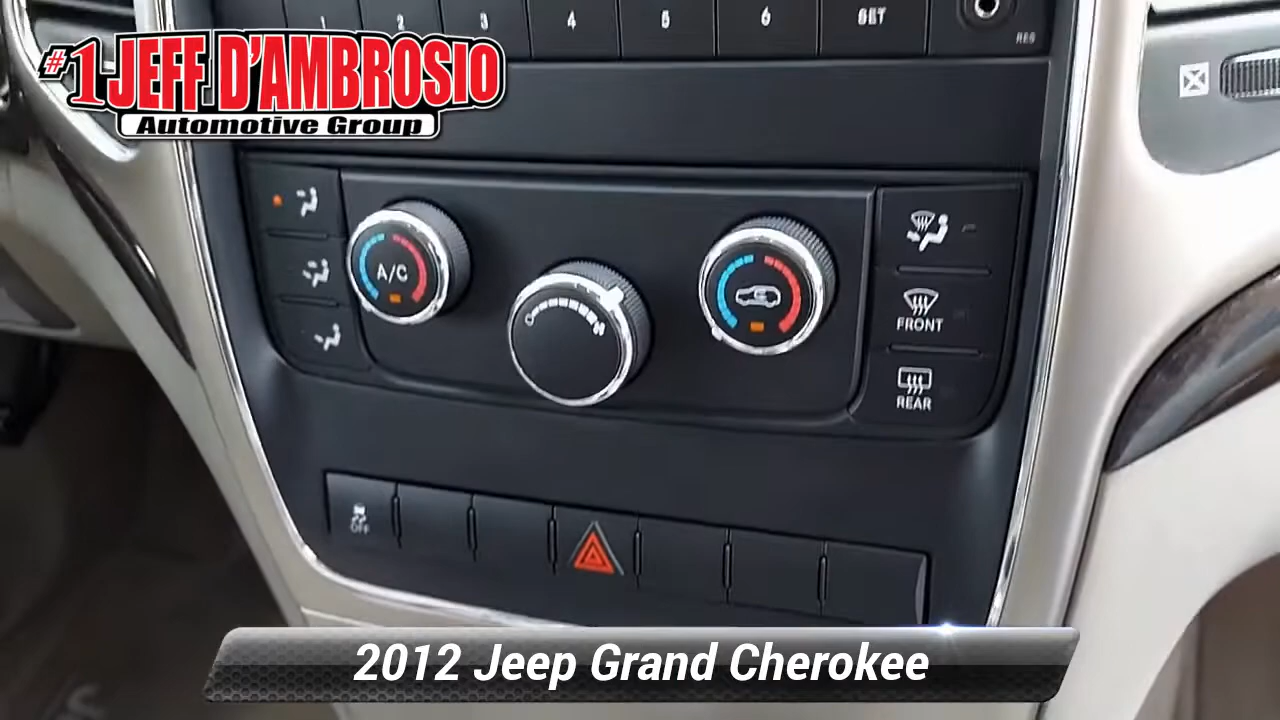 1 2 3 4 5 6 SET
RES
#1 JEFF D'AMBROSIO
Automotive Group
A/C
FRONT
REAR
OFF
2012 Jeep Grand Cherokee